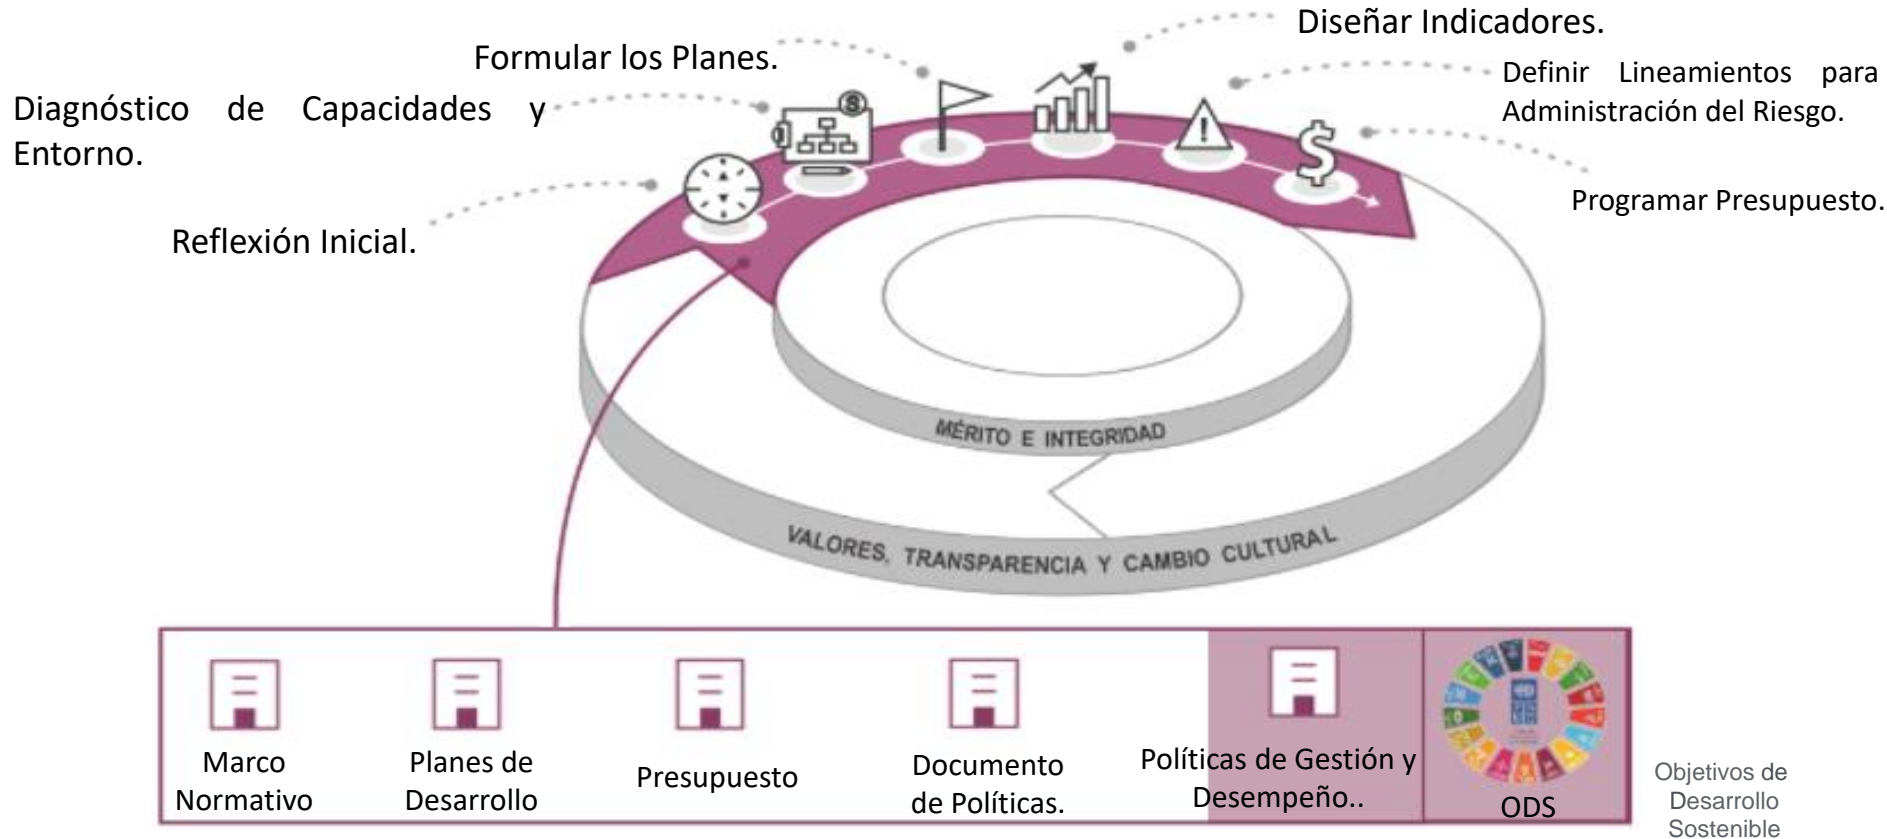 Diseñar Indicadores.
Formular los Planes.
Definir Lineamientos para
Administración del Riesgo.
Diagnóstico de Capacidades y
Entorno.
Programar Presupuesto.
Reflexión Inicial.
MÉRITO E INTEGRIDAD
VALORES, TRANSPARENCIA Y CAMBIO CULTURAL
Marco
Normativo
Planes de
Desarrollo
Presupuesto
Documento
de Políticas.
Políticas de Gestión y
Desempeño..
ODS
Objetivos de
Desarrollo
Sostenible